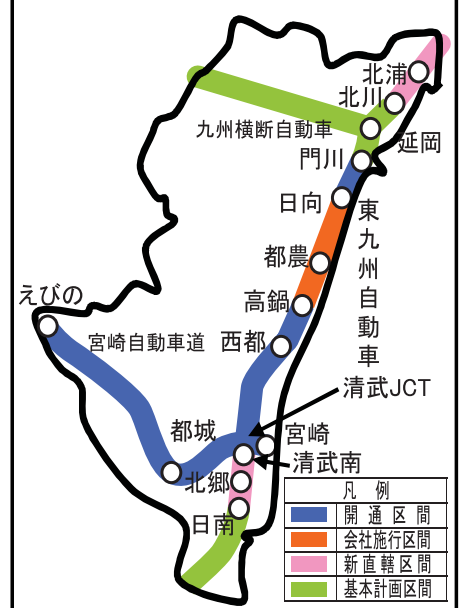 北浦
北川
九州横断自動車
延岡
門川
日向
東九州自動車
都農
高鍋
えびの
宮崎自動車道
西都
清武JCT
都城
宮崎
清武南
北郷
日南
凡例
開通区間
会社施行区間
新直轄区間
基本計画区間